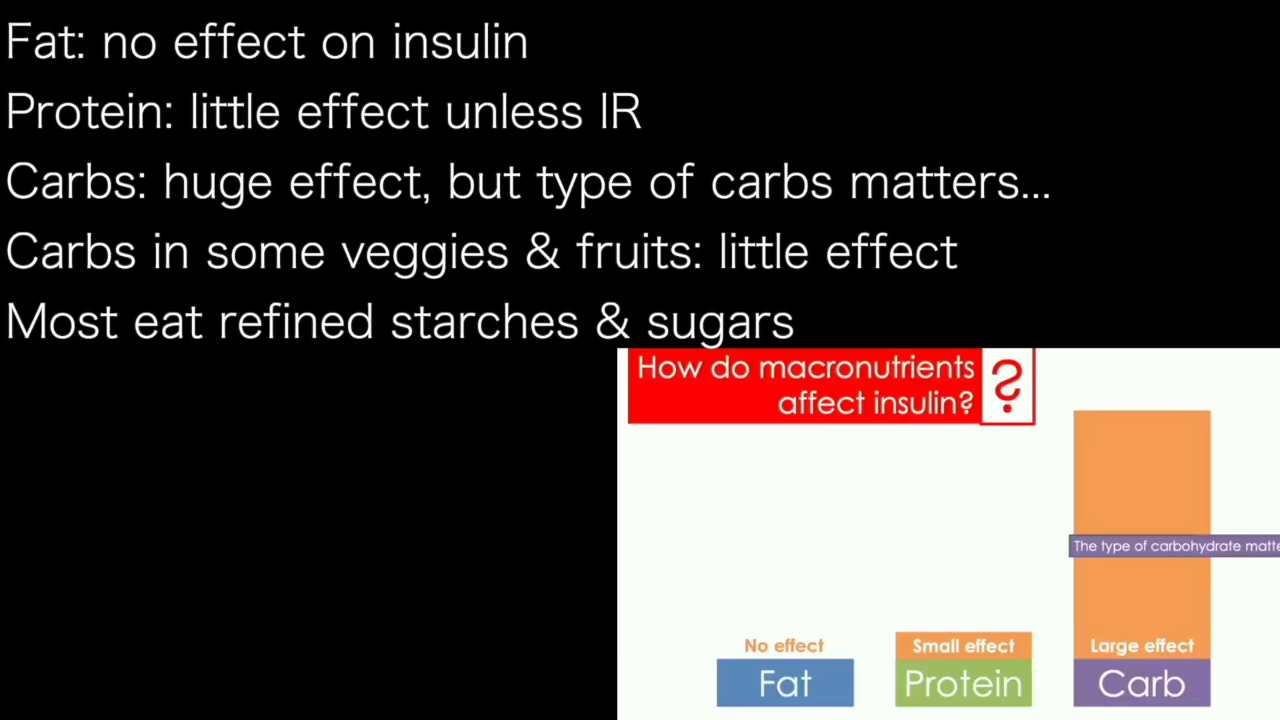 Fat: no effect on insulin
Protein: little effect unless IR
Carbs: huge effect, but type of carbs matters...
Carbs in some veggies & fruits: little effect
Most eat refined starches & sugars
How do macronutrients
affect insulin?
?
The type of carbohydrate matte
No effect
Small effect
Large effect
Fat
Protein
Carb